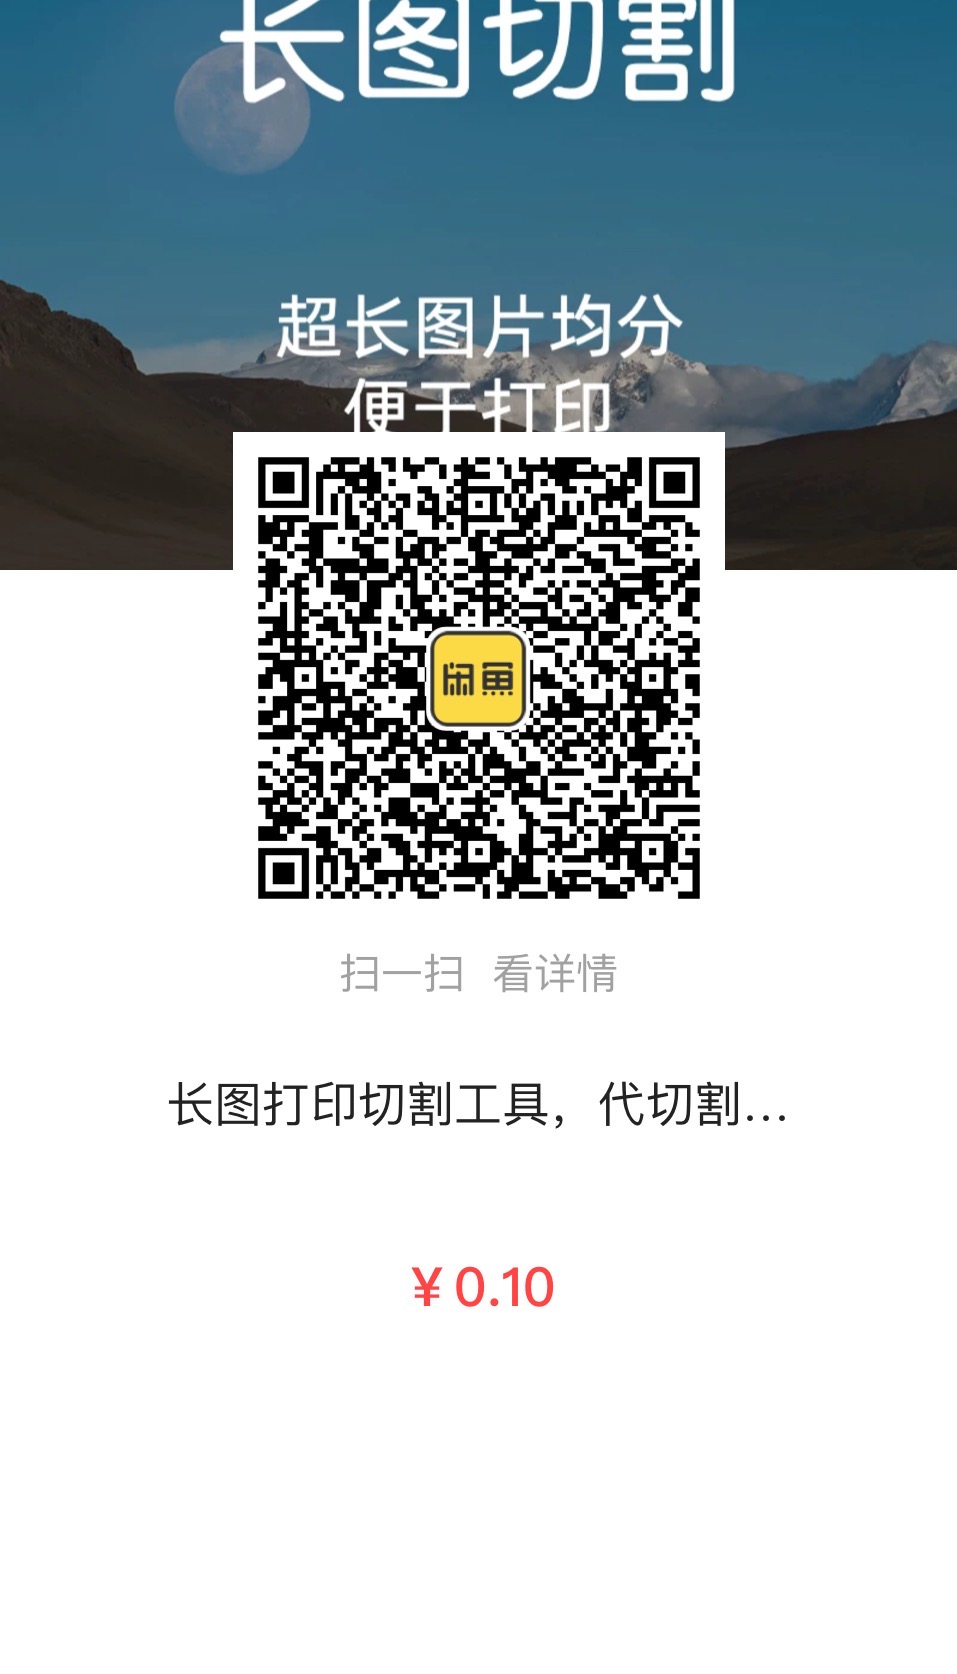 长图切割
超长图片均分
便于打印
闲鱼
扫一扫 看详情
长图打印切割工具，代切割...
¥ 0.10